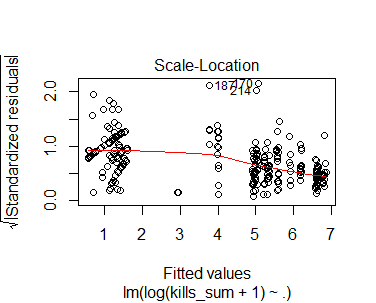 Scale-Location
√|Standardized residuals|
2.0
1.0
0.0
187
470
214
1 2 3 4 5 6 7
Fitted values
lm(log(kills_sum + 1) ~ .)